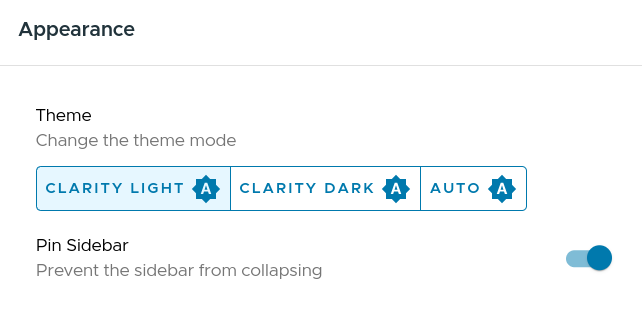 Appearance
Theme
Change the theme mode
CLARITY LIGHT A CLARITY DARK A AUTO A
Pin Sidebar
Prevent the sidebar from collapsing